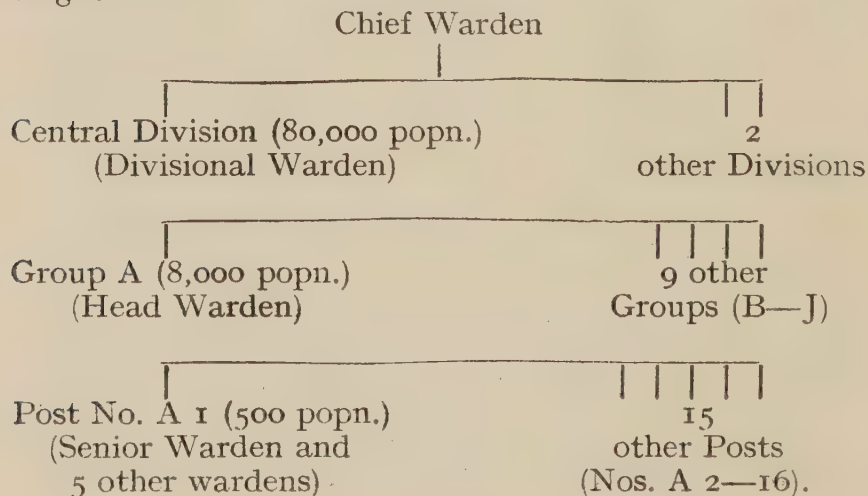 Chief Warden
Central Division (80,000 popn.)
(Divisional Warden)
2
other Divisions
Group A (8,000 popn.)
(Head Warden)
9 other
Groups (B—J)
Post No. A 1 (500 popn.)
(Senior Warden and
5 other wardens)
15
other Posts
(Nos. A 2—16).